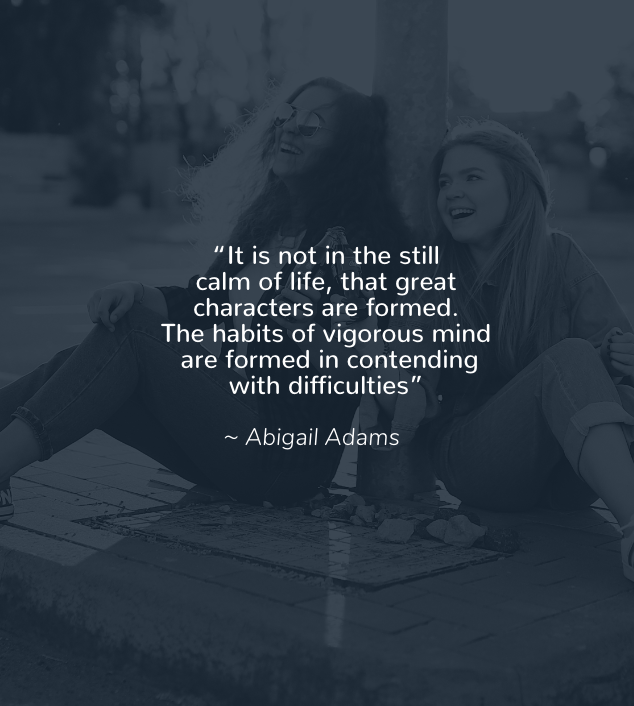 “It is not in the still
calm of life, that great
characters are formed.
The habits of vigorous mind
are formed in contending
with difficulties”
~ Abigail Adams